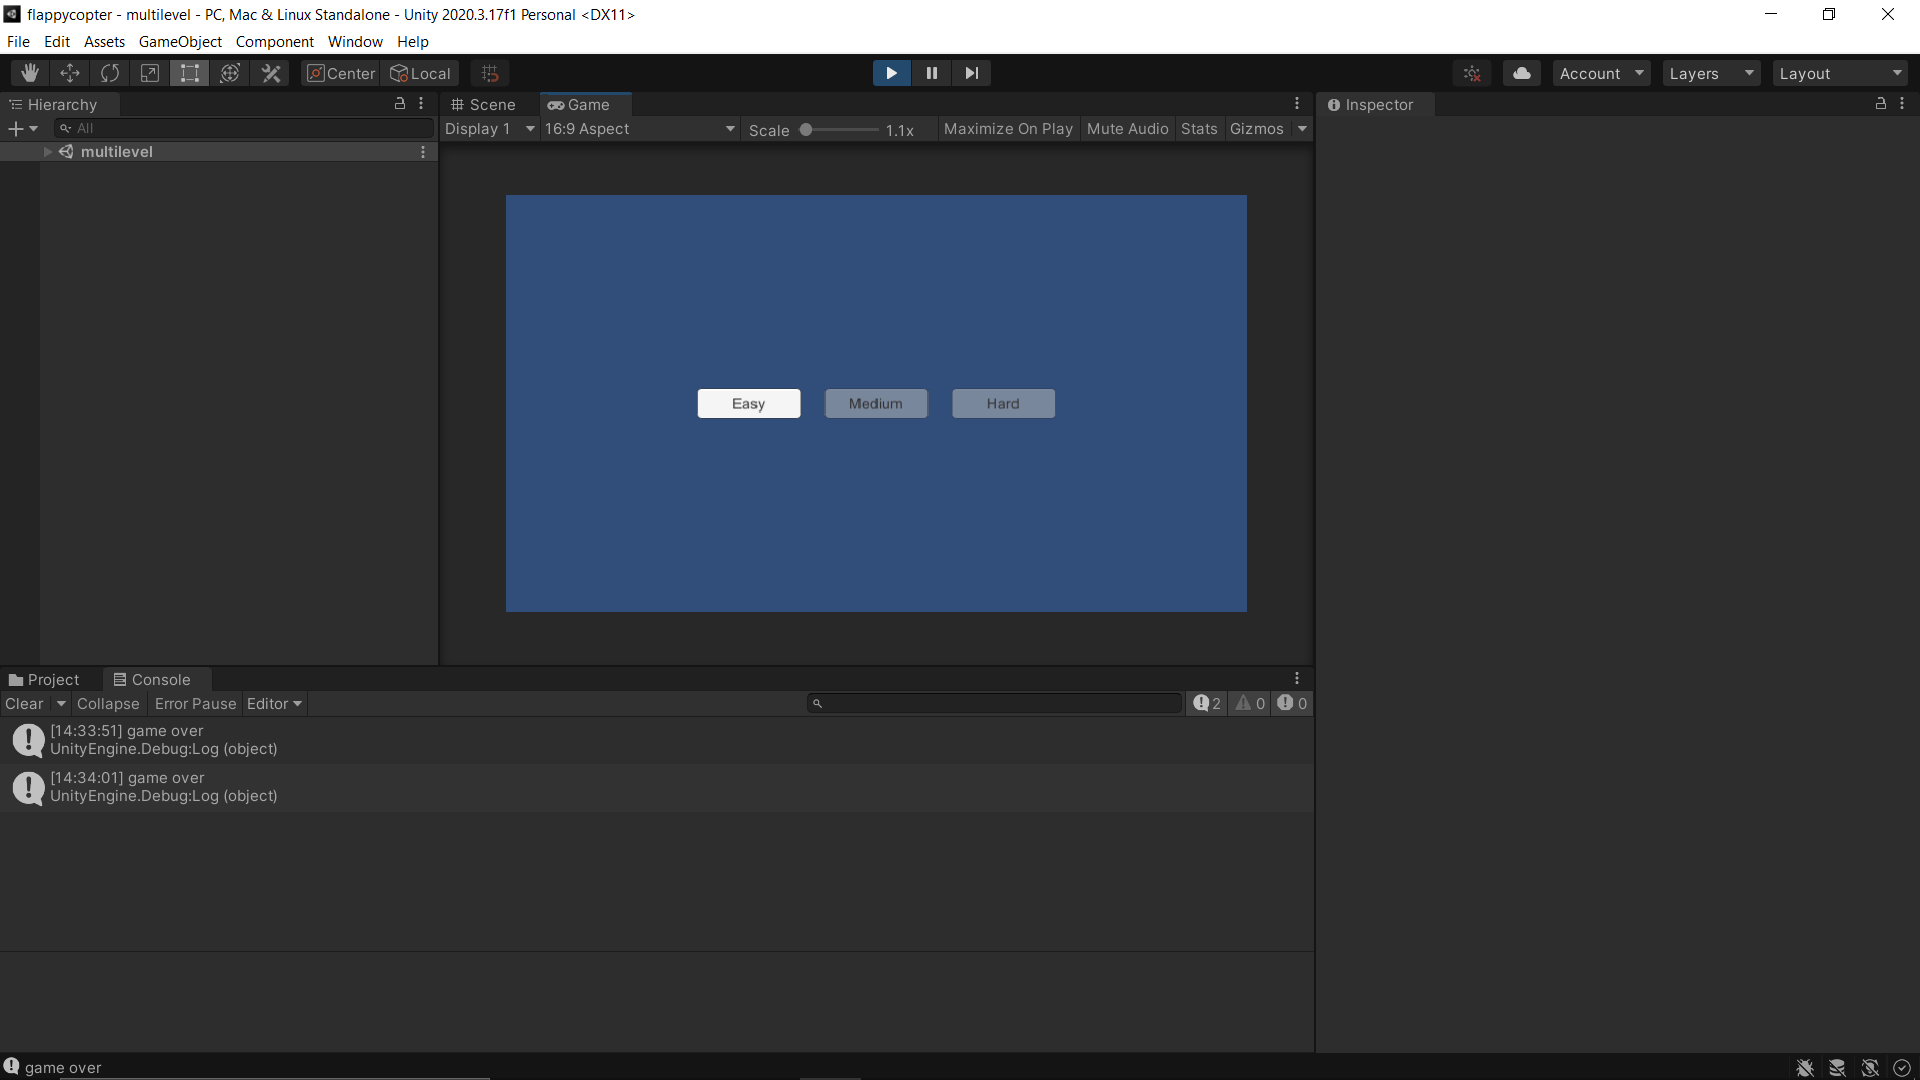 flappycopter - multilevel - PC, Mac & Linux Standalone - Unity 2020.3.17f1 Personal <DX11>
File Edit Assets GameObject Component Window Help
Center Local Account Layers Layout
Hierarchy
All
multilevel
Scene Game
Display 1 16:9 Aspect Scale 1.1x Maximize On Play Mute Audio Stats Gizmos
Easy Medium Hard
Inspector
Project Console
Clear Collapse Error Pause Editor 2 0 0
[14:33:51] game over
UnityEngine.Debug:Log (object)
[14:34:01] game over
UnityEngine.Debug:Log (object)
game over